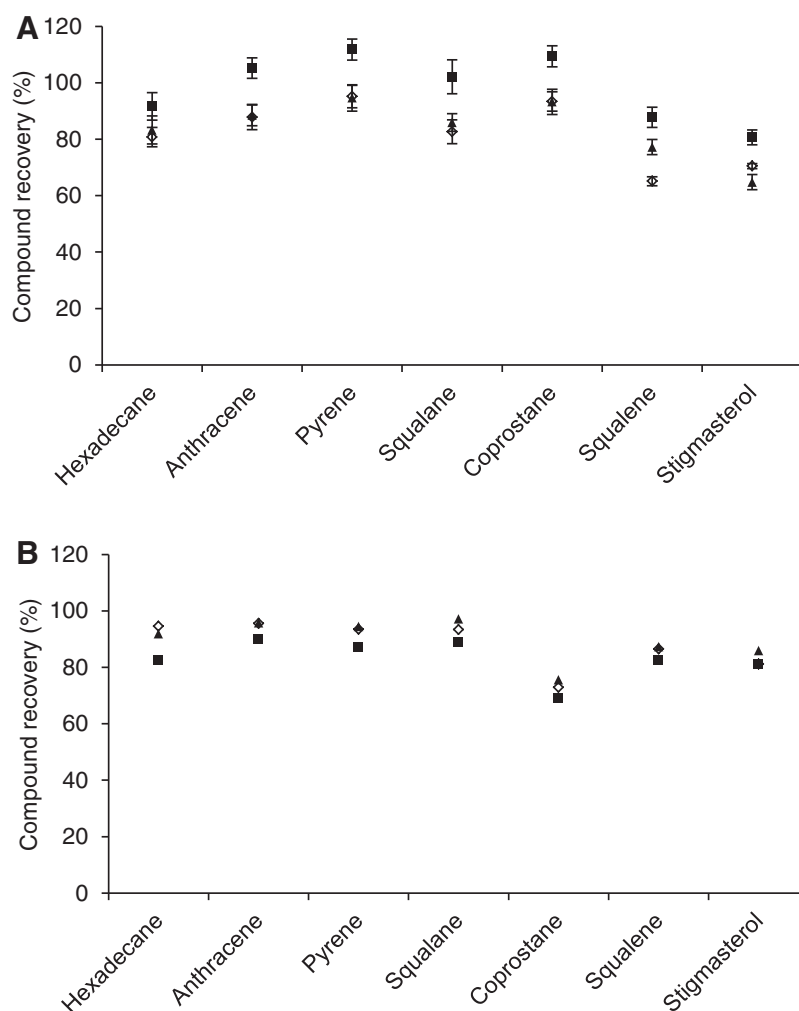 A
Compound recovery (%)
120
100
80
60
40
20
0
Hexadecane
Anthracene
Pyrene
Squalane
Coprostane
Squalene
Stigmasterol
B
Compound recovery (%)
120
100
80
60
40
20
0
Hexadecane
Anthracene
Pyrene
Squalane
Coprostane
Squalene
Stigmasterol